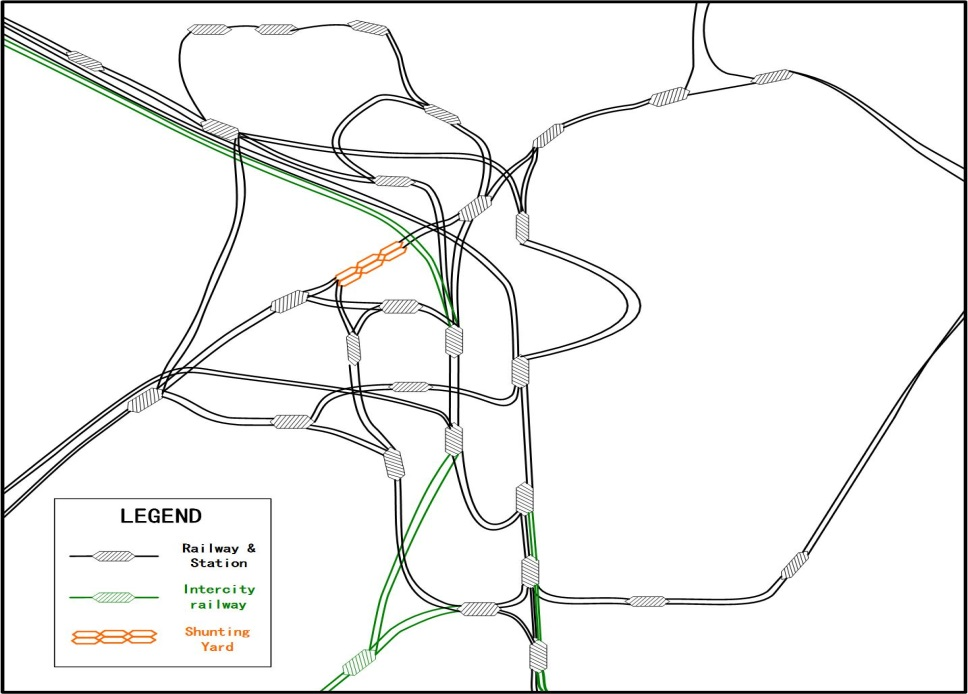 LEGEND
Railway &
Station
Intercity
railway
Shunting
Yard